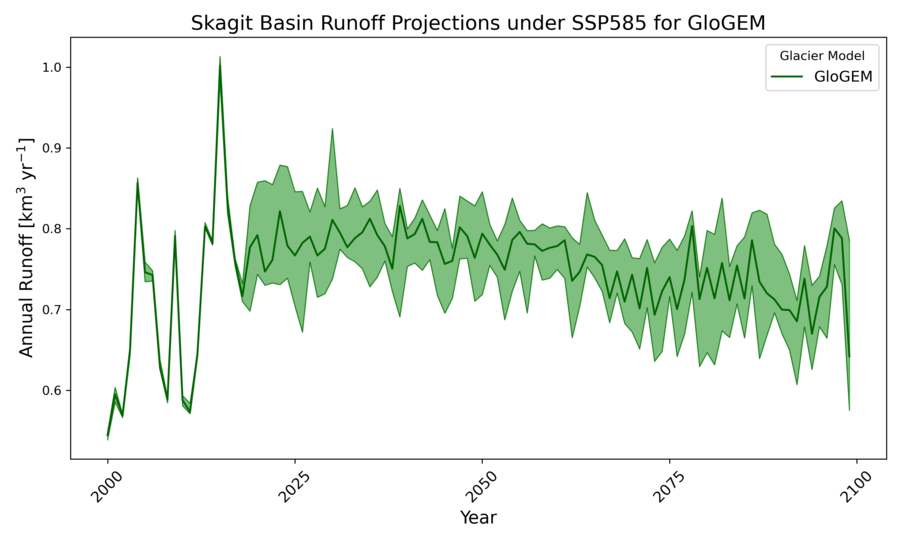 Skagit Basin Runoff Projections under SSP585 for GloGEM
Glacier Model
GloGEM
Annual Runoff [km³ yr⁻¹]
1.0
0.9
0.8
0.7
0.6
2000
2025
2050
2075
2100
Year